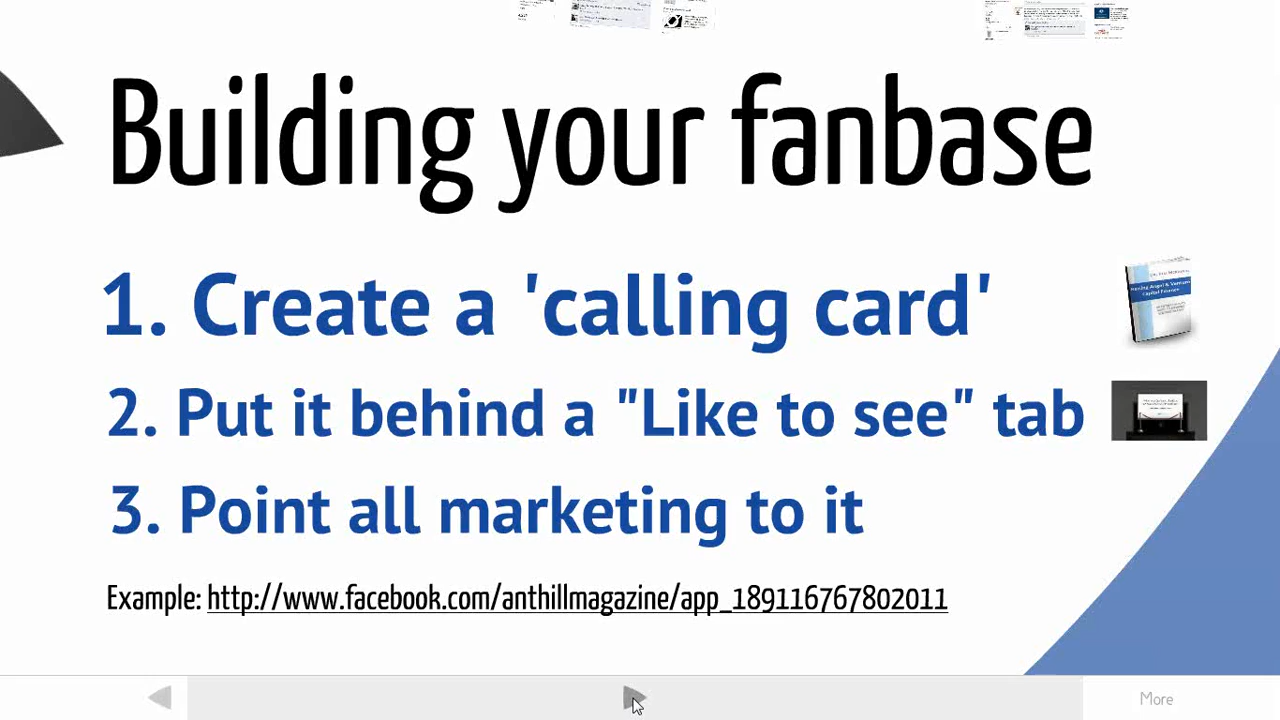 Building your fanbase
1. Create a 'calling card'
2. Put it behind a "Like to see" tab
3. Point all marketing to it
Example: http://www.facebook.com/anthillmagazine/app_189116767802011
More